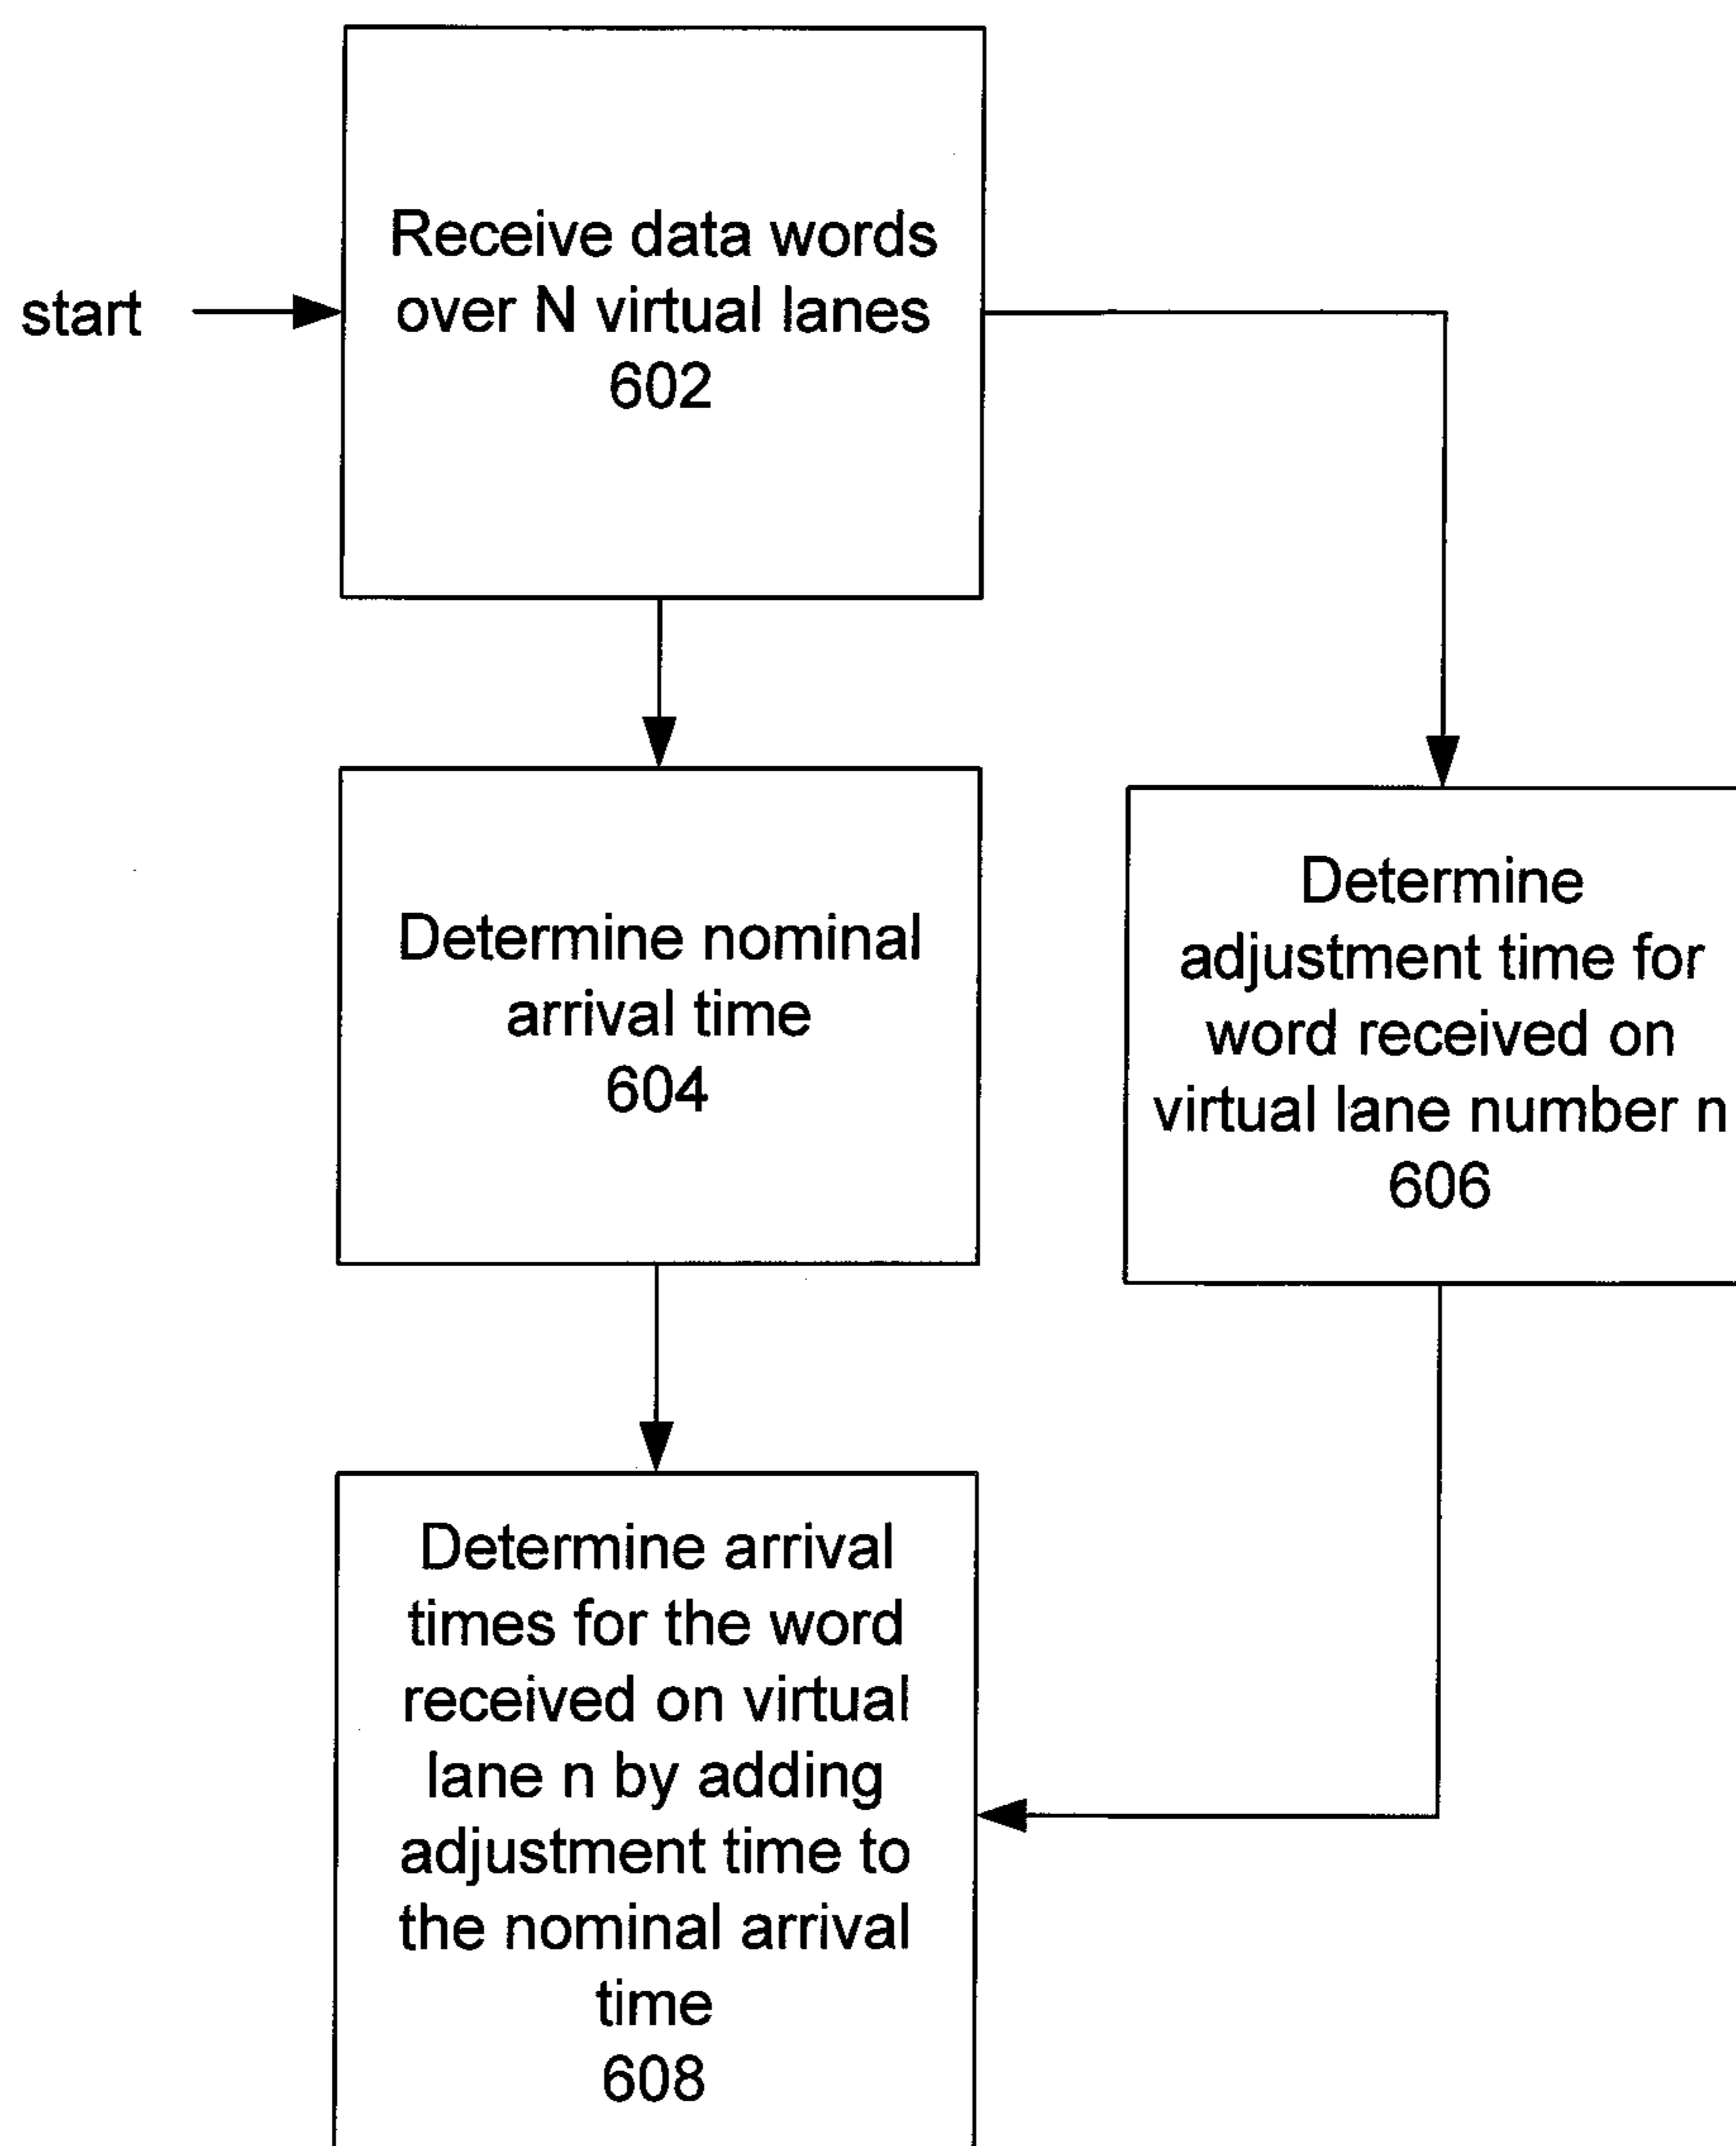 start
Receive data words
over N virtual lanes
602
Determine nominal
arrival time
604
Determine
adjustment time for
word received on
virtual lane number n
606
Determine arrival
times for the word
received on virtual
lane n by adding
adjustment time to
the nominal arrival
time
608